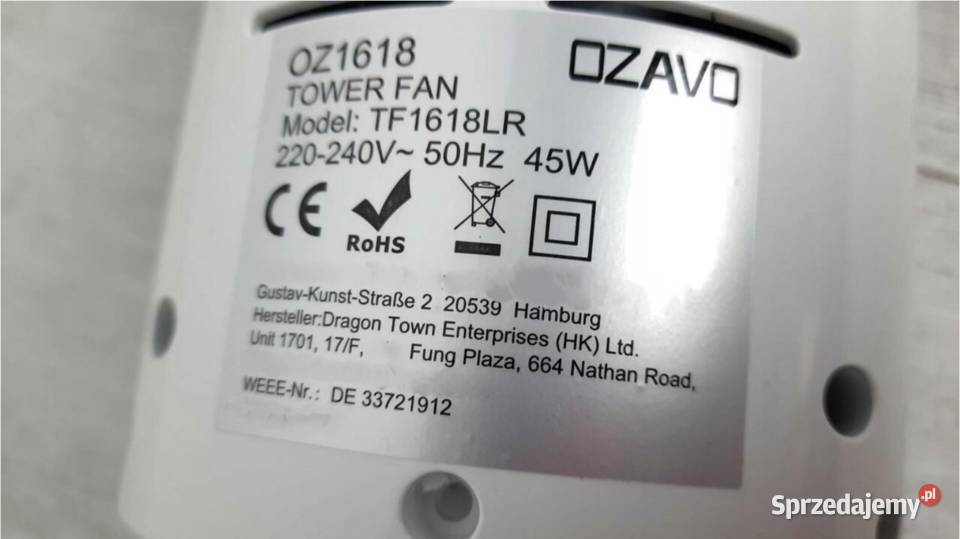 OZ1618
OZAVO
TOWER FAN
Model: TF1618LR
220-240V~ 50Hz 45W
CE
RoHS
Gustav-Kunst-Straße 2 20539 Hamburg
Hersteller:Dragon Town Enterprises (HK) Ltd.
Unit 1701, 17/F, Fung Plaza, 664 Nathan Road,
WEEE-Nr.: DE 33721912
Sprzedajemy.pl